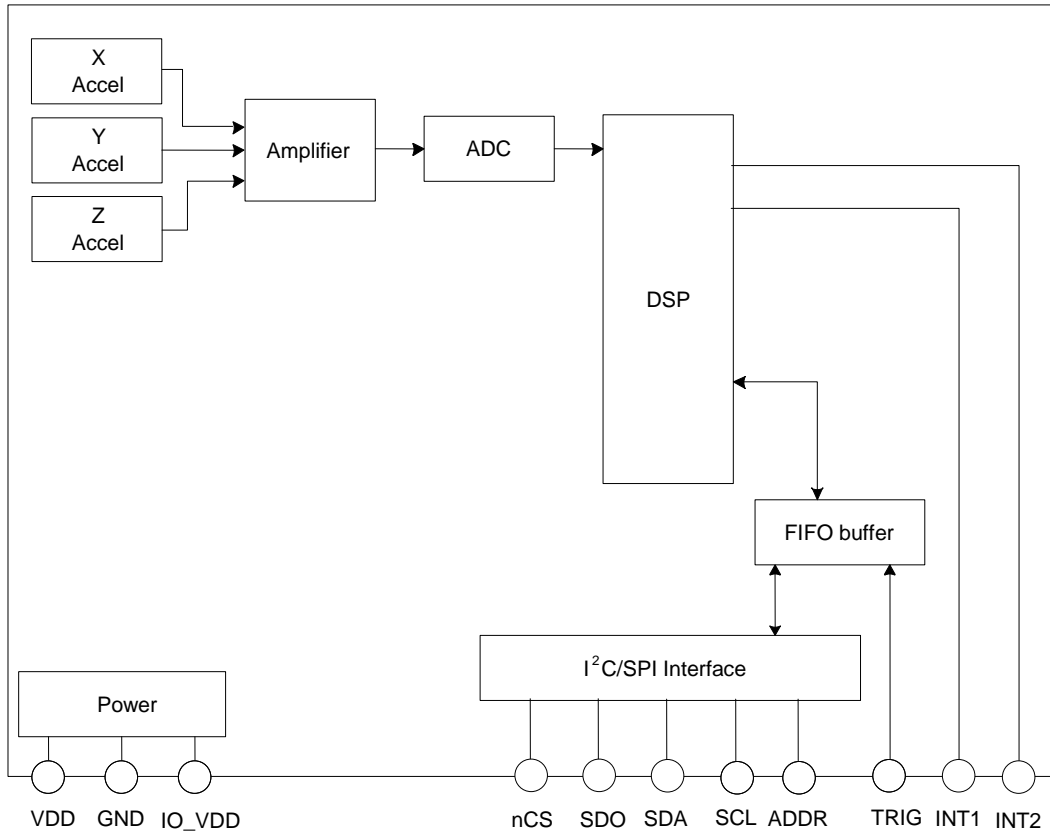 X
Accel
Y
Accel
Z
Accel
Amplifier
ADC
DSP
FIFO buffer
I²C/SPI Interface
Power
VDD
GND
IO_VDD
nCS
SDO
SDA
SCL
ADDR
TRIG
INT1
INT2